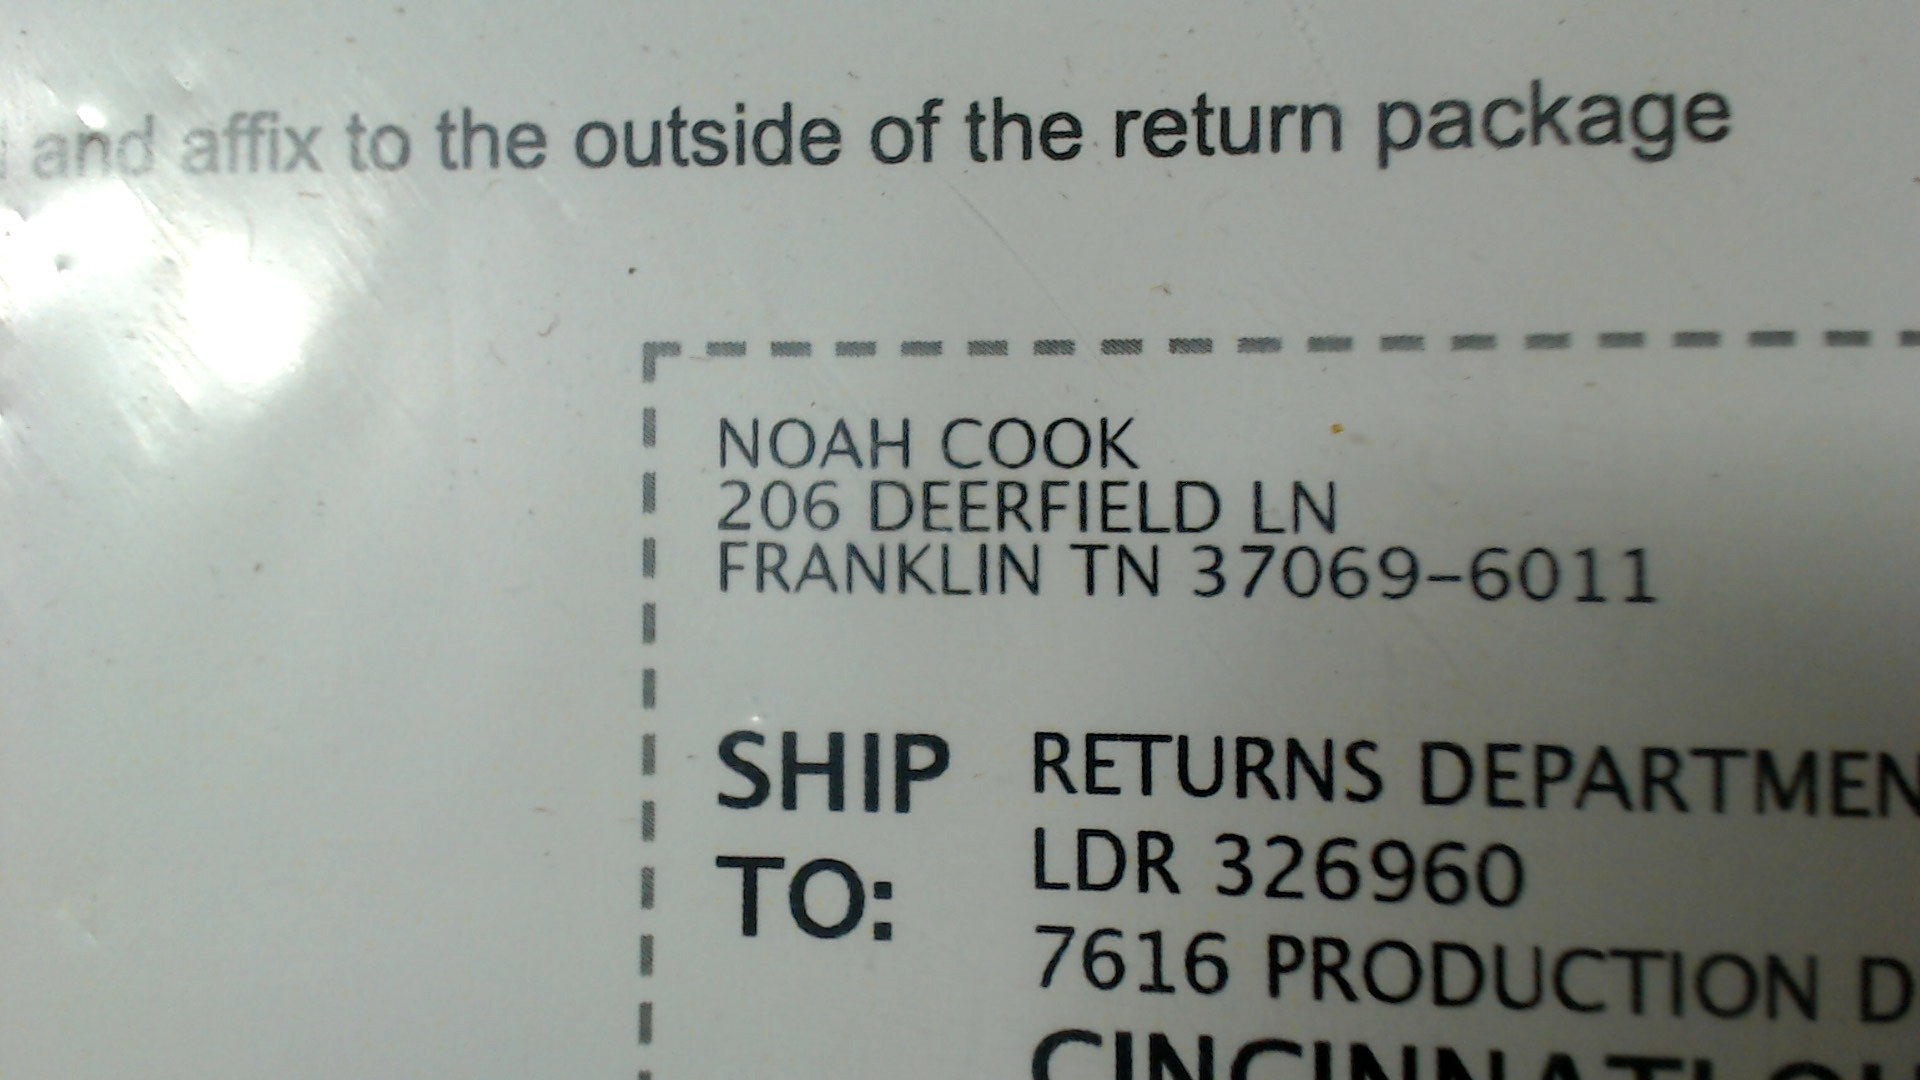 and affix to the outside of the return package
NOAH COOK
206 DEERFIELD LN
FRANKLIN TN 37069-6011
SHIP TO:
RETURNS DEPARTMEN
LDR 326960
7616 PRODUCTION D
CINCINNATI